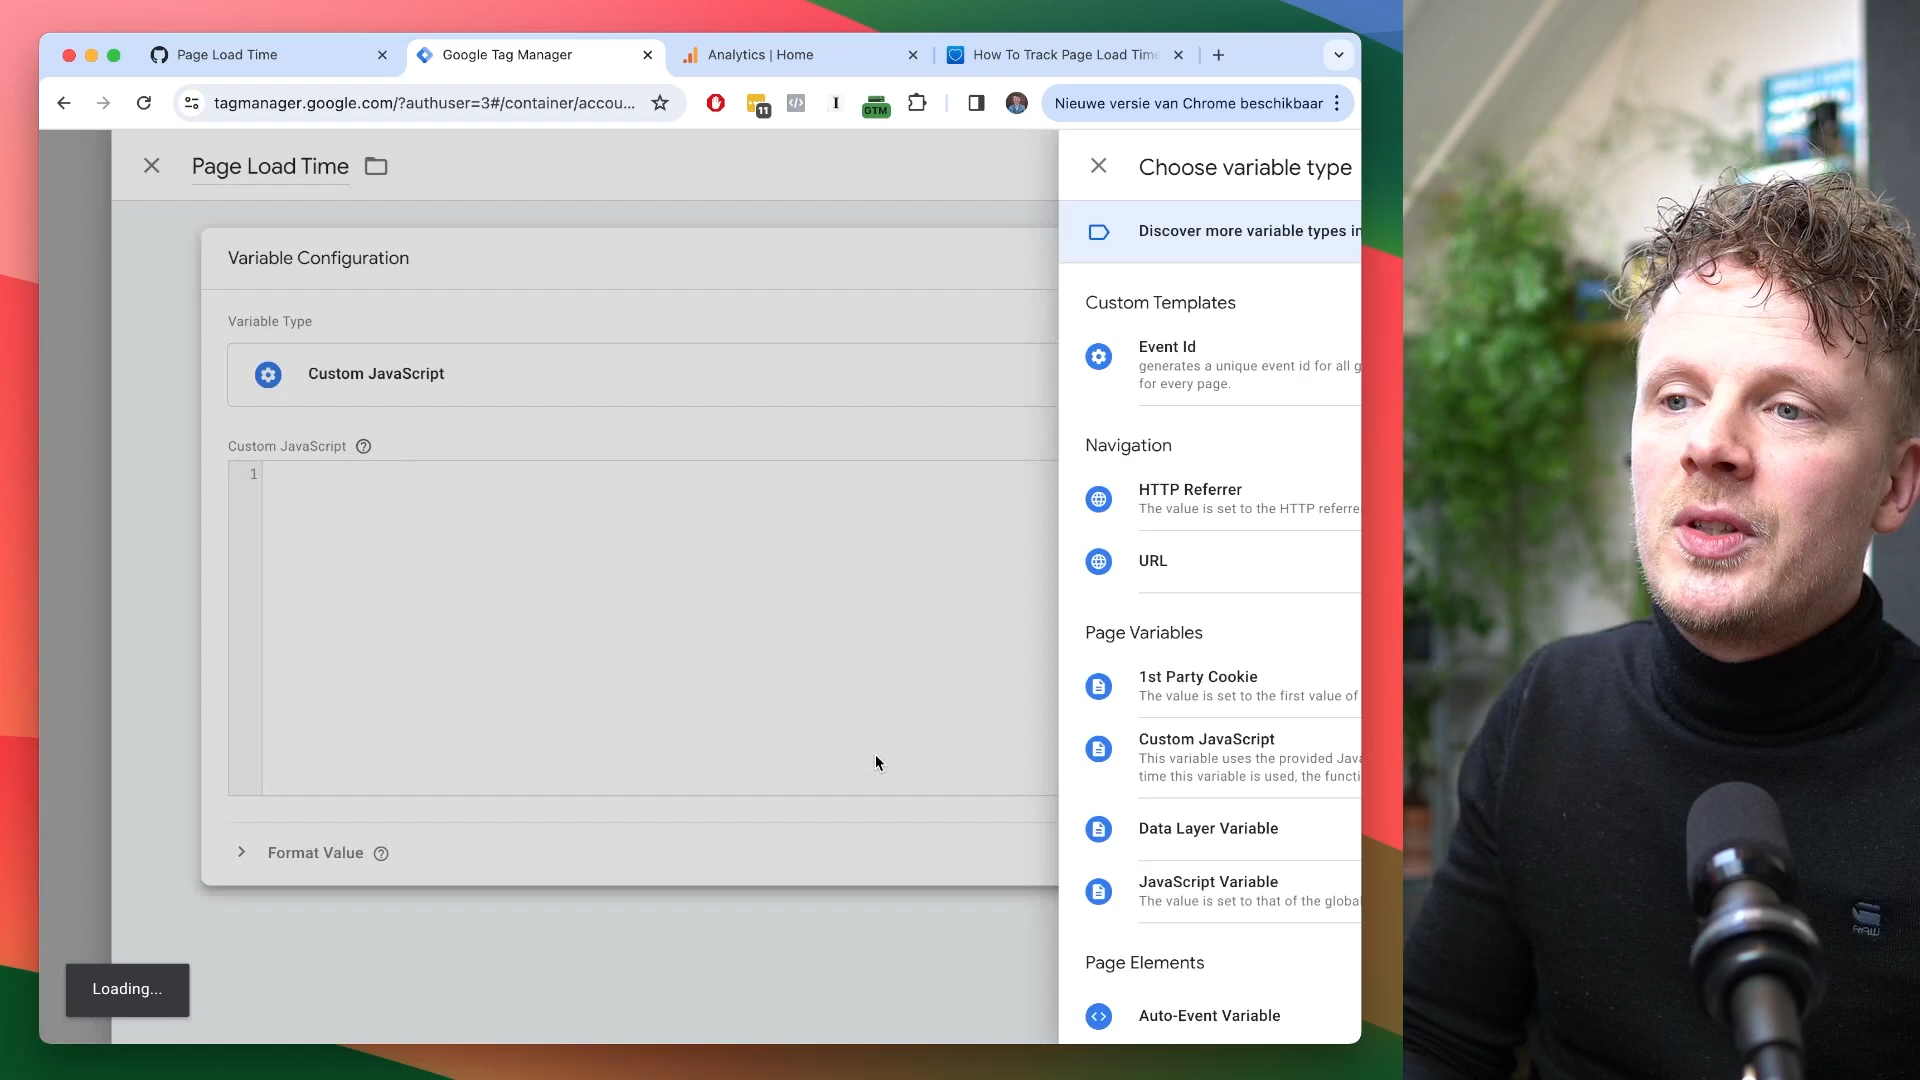 Page Load Time
Google Tag Manager
Analytics | Home
How To Track Page Load Time
tagmanager.google.com/?authuser=3#/container/accou...
11
I
GTM
Nieuwe versie van Chrome beschikbaar
Page Load Time
Choose variable type
Variable Configuration
Discover more variable types in
Variable Type
Custom JavaScript
Custom JavaScript
1
Format Value
Loading...
Custom Templates
Event Id
generates a unique event id for all g
for every page.
Navigation
HTTP Referrer
The value is set to the HTTP referre
URL
Page Variables
1st Party Cookie
The value is set to the first value of
Custom JavaScript
This variable uses the provided Java
time this variable is used, the functi
Data Layer Variable
JavaScript Variable
The value is set to that of the global
Page Elements
Auto-Event Variable
RAW